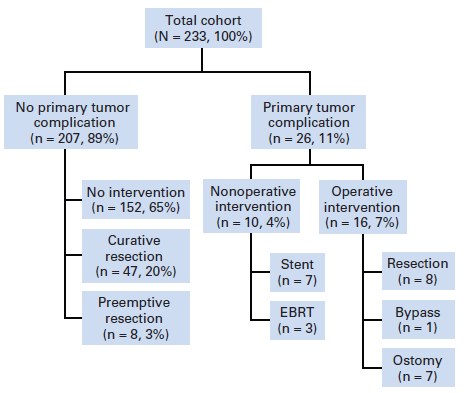 Total cohort
(N = 233, 100%)
No primary tumor
complication
(n = 207, 89%)
Primary tumor
complication
(n = 26, 11%)
No intervention
(n = 152, 65%)
Curative
resection
(n = 47, 20%)
Preemptive
resection
(n = 8, 3%)
Nonoperative
intervention
(n = 10, 4%)
Operative
intervention
(n = 16, 7%)
Stent
(n = 7)
EBRT
(n = 3)
Resection
(n = 8)
Bypass
(n = 1)
Ostomy
(n = 7)